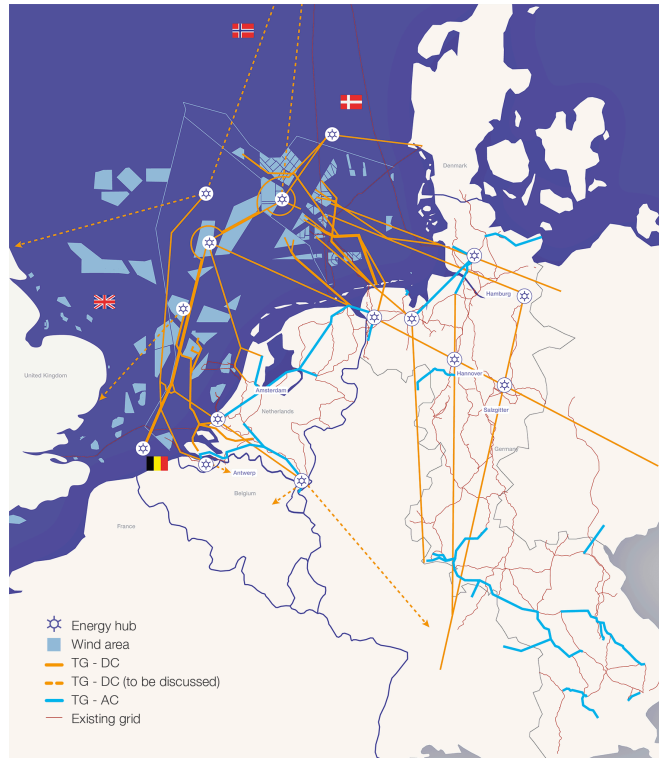 Denmark
Hamburg
United Kingdom
Hannover
Amsterdam
Netherlands
Salzgitter
Germany
Antwerp
Belgium
France
Energy hub
Wind area
TG - DC
TG - DC (to be discussed)
TG - AC
Existing grid